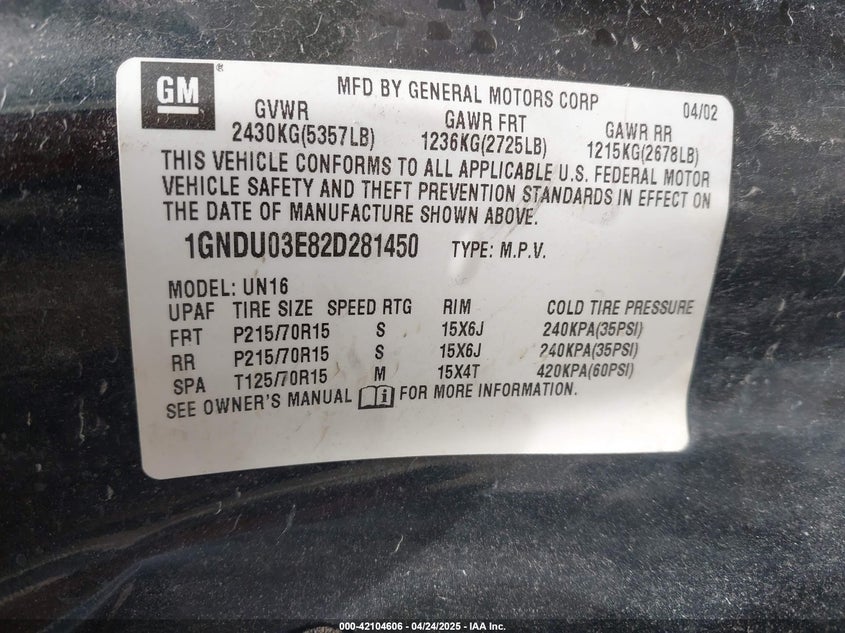 GM®
MFD BY GENERAL MOTORS CORP 04/02
GVWR GAWR FRT GAWR RR
2430KG(5357LB) 1236KG(2725LB) 1215KG(2678LB)
THIS VEHICLE CONFORMS TO ALL APPLICABLE U.S. FEDERAL MOTOR
VEHICLE SAFETY AND THEFT PREVENTION STANDARDS IN EFFECT ON
THE DATE OF MANUFACTURE SHOWN ABOVE.
1GNDU03E82D281450 TYPE: M.P.V.
MODEL: UN16
UPAF TIRE SIZE SPEED RTG RIM COLD TIRE PRESSURE
FRT P215/70R15 S 15X6J 240KPA(35PSI)
RR P215/70R15 S 15X6J 240KPA(35PSI)
SPA T125/70R15 M 15X4T 420KPA(60PSI)
SEE OWNER'S MANUAL i FOR MORE INFORMATION.
000-42104606 - 04/24/2025 - IAA Inc.